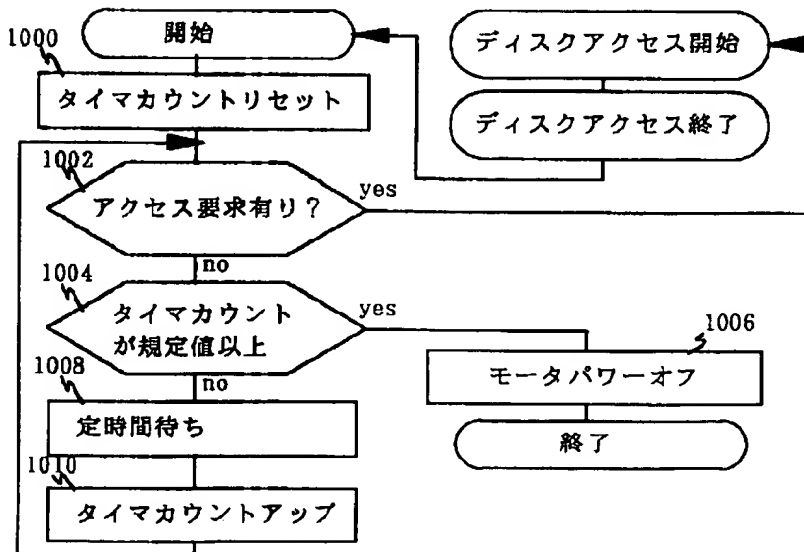 1000
開始
タイマカウントリセット
ディスクアクセス開始
ディスクアクセス終了
1002
アクセス要求有り？
yes
no
1004
タイマカウント
が規定値以上
yes
no
1006
モータパワーオフ
終了
1008
定時間待ち
1010
タイマカウントアップ